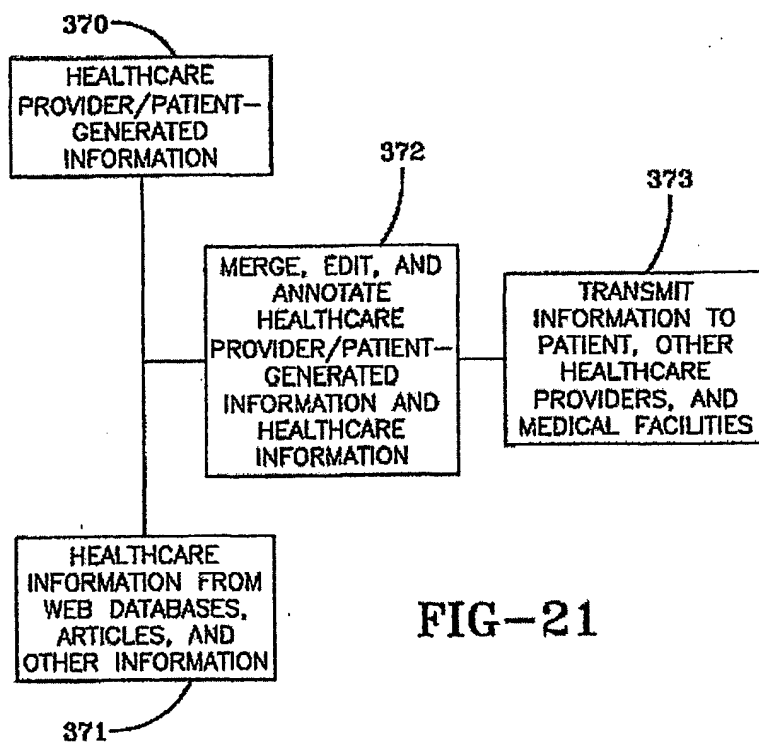 370
HEALTHCARE
PROVIDER/PATIENT-
GENERATED
INFORMATION
372
MERGE, EDIT, AND
ANNOTATE
HEALTHCARE
PROVIDER/PATIENT-
GENERATED
INFORMATION AND
HEALTHCARE
INFORMATION
373
TRANSMIT
INFORMATION TO
PATIENT, OTHER
HEALTHCARE
PROVIDERS, AND
MEDICAL FACILITIES
HEALTHCARE
INFORMATION FROM
WEB DATABASES,
ARTICLES, AND
OTHER INFORMATION
371
FIG-21